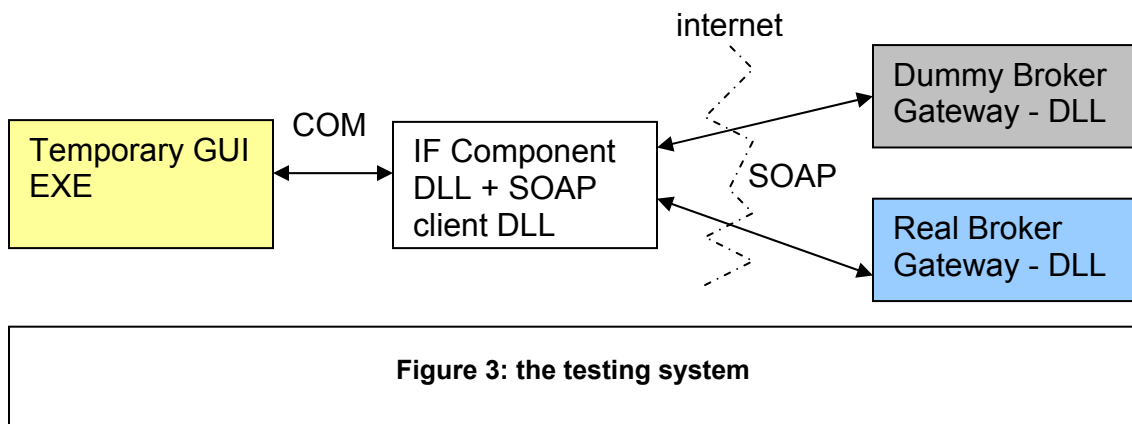 internet
Dummy Broker
Gateway - DLL
COM
Temporary GUI
EXE
IF Component
DLL + SOAP
client DLL
SOAP
Real Broker
Gateway - DLL
Figure 3: the testing system